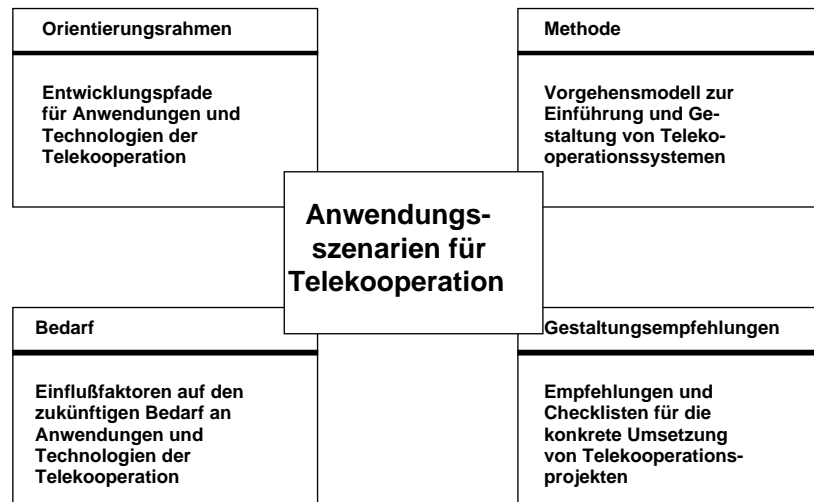 Orientierungsrahmen
Entwicklungspfade
für Anwendungen und
Technologien der
Telekooperation
Methode
Vorgehensmodell zur
Einführung und Ge-
staltung von Teleko-
operationssystemen
Anwendungs-
szenarien für
Telekooperation
Bedarf
Einflußfaktoren auf den
zukünftigen Bedarf an
Anwendungen und
Technologien der
Telekooperation
Gestaltungsempfehlungen
Empfehlungen und
Checklisten für die
konkrete Umsetzung
von Telekooperations-
projekten